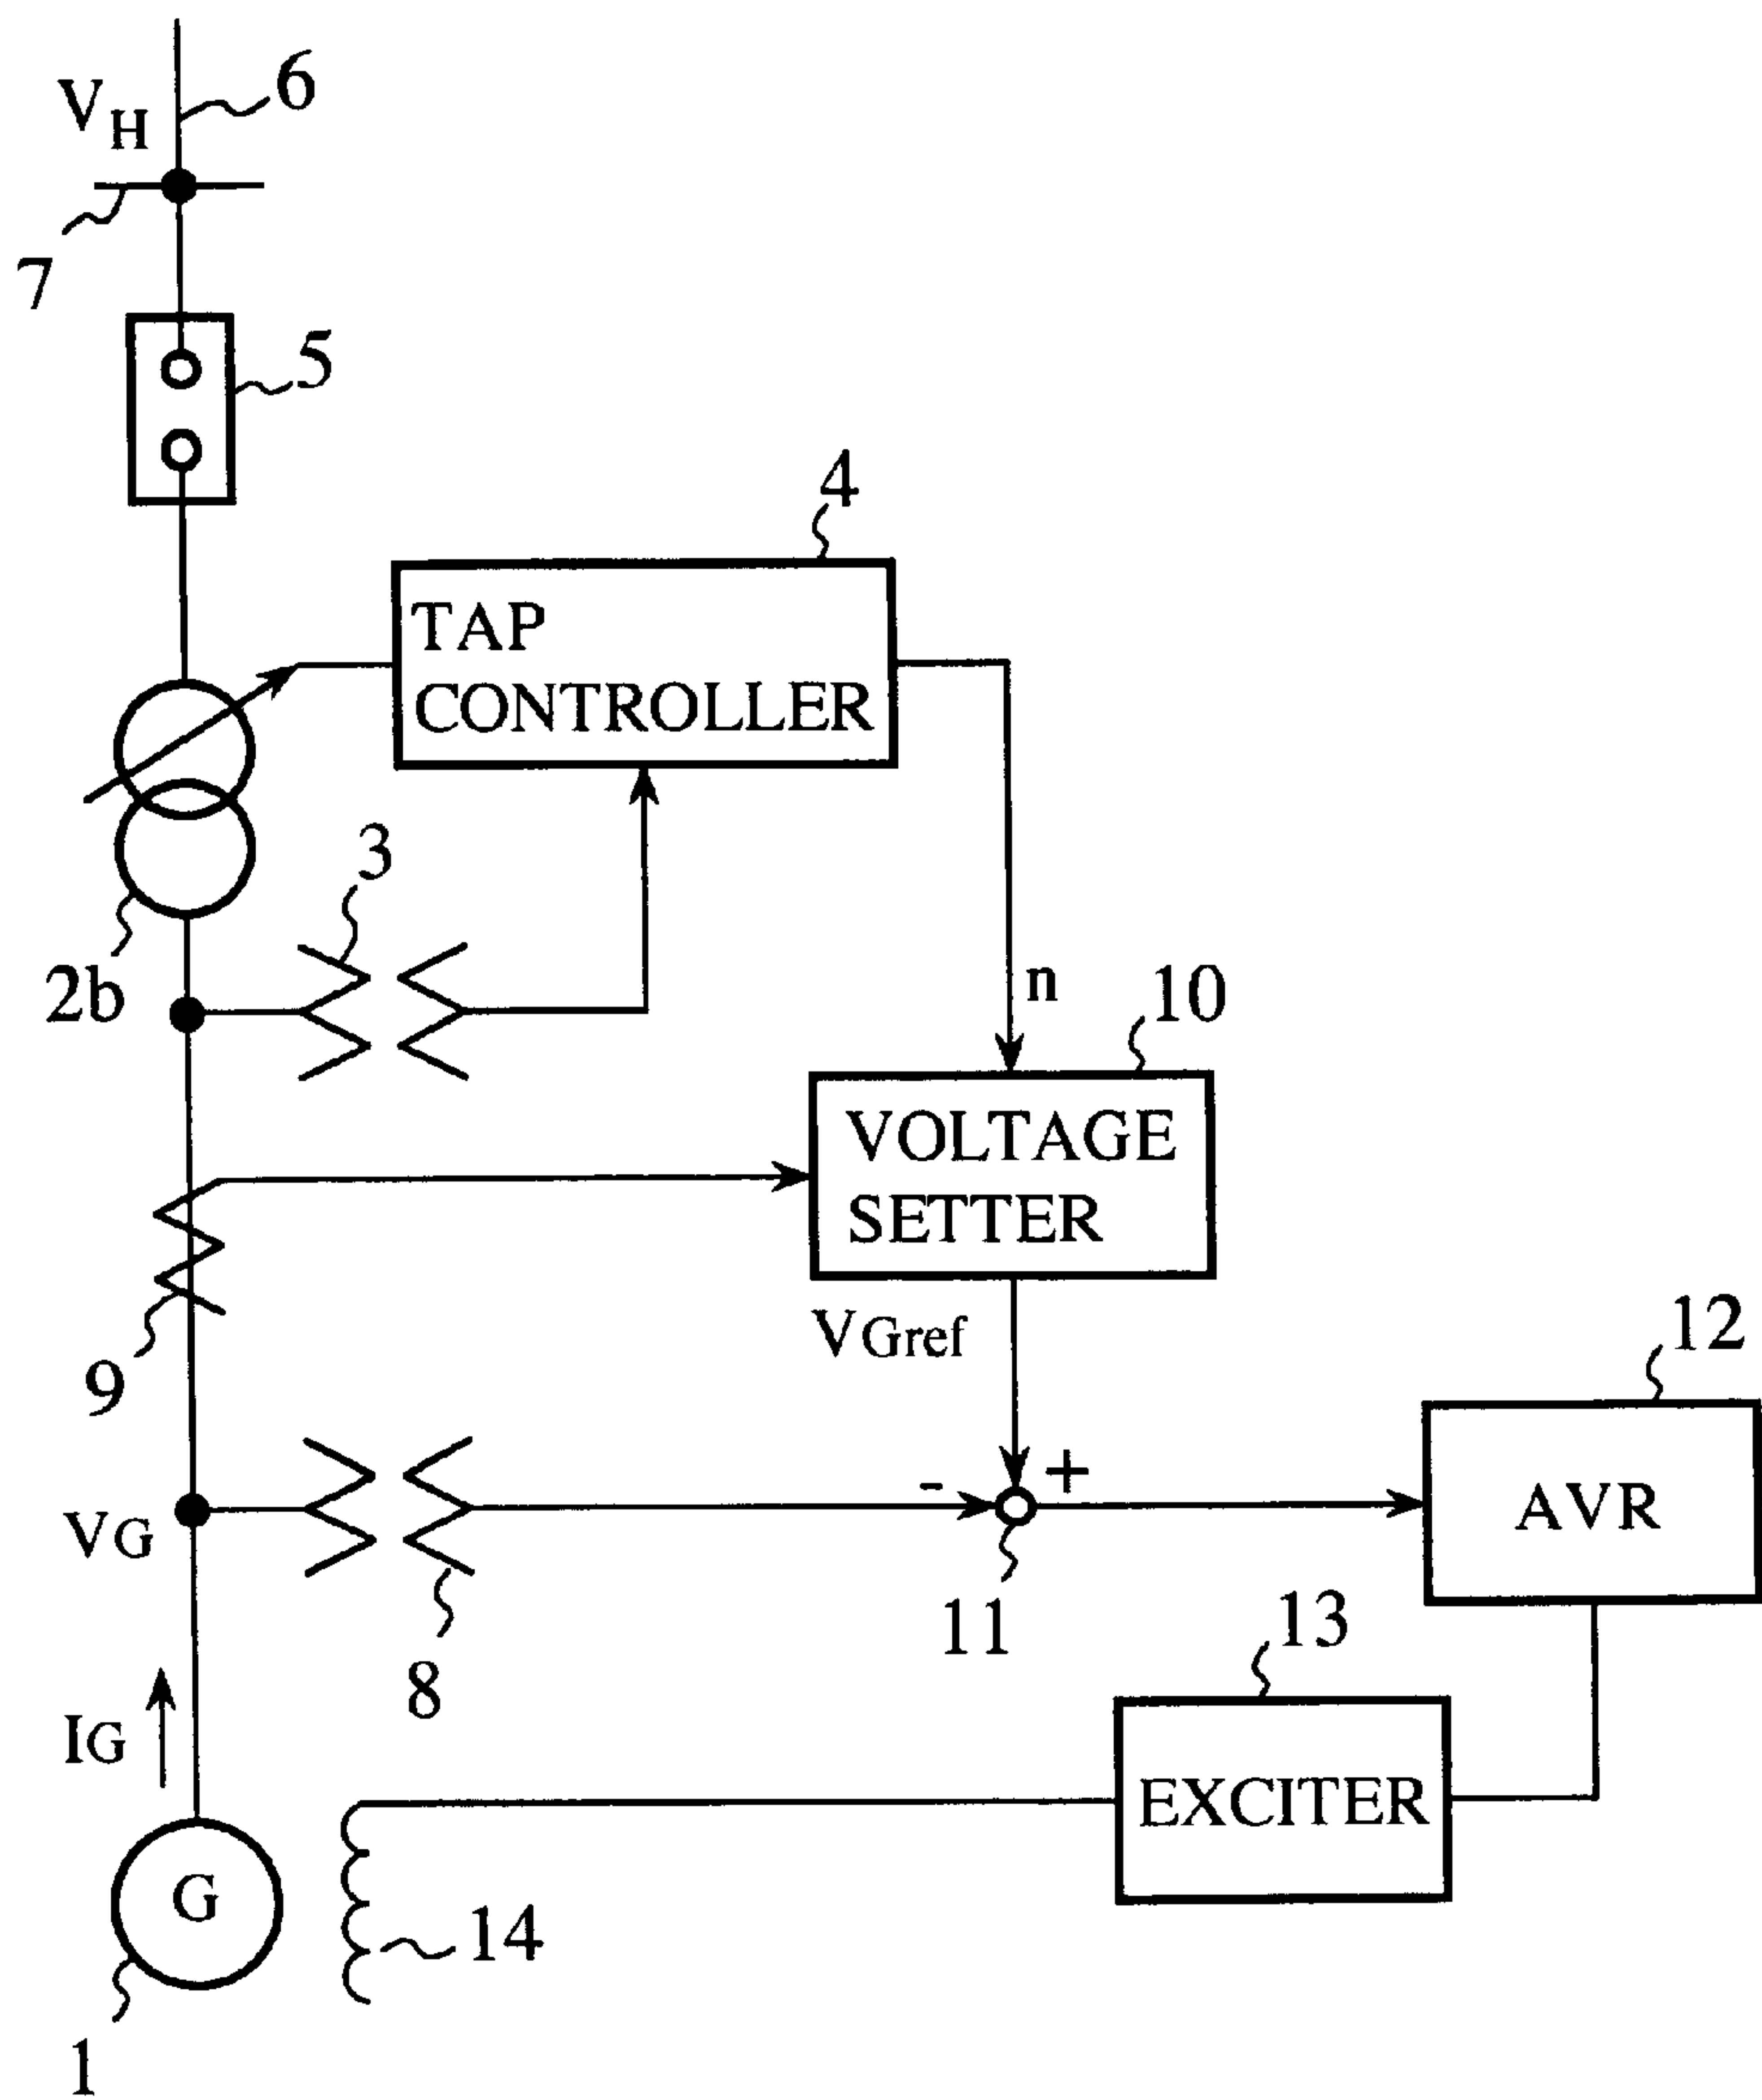 6
VH
7
5
4
TAP
CONTROLLER
3
2b
n
10
VOLTAGE
SETTER
9
VGref
12
- +
AVR
VG
11
13
8
IG
EXCITER
G
14
1